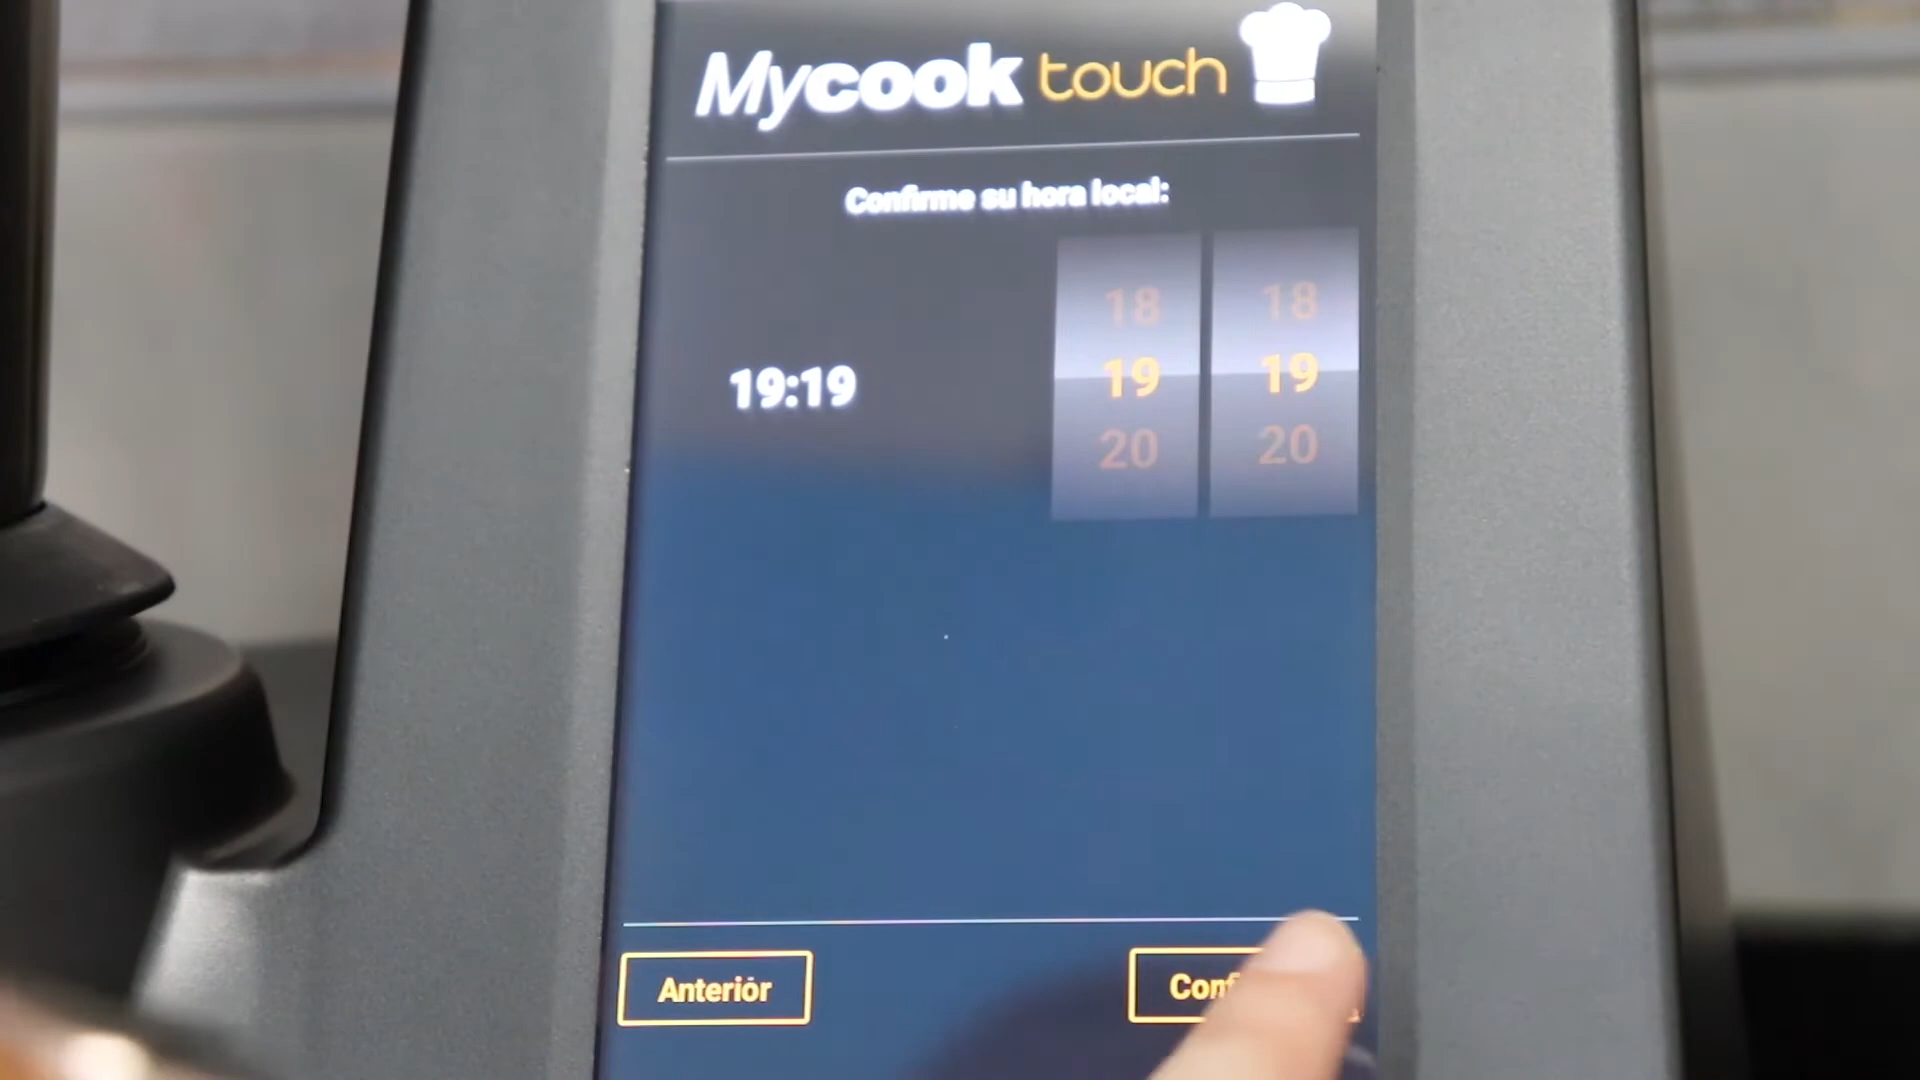 Mycook touch
Confirme su hora local:
18 18
19:19 19 19
20 20
Anterior